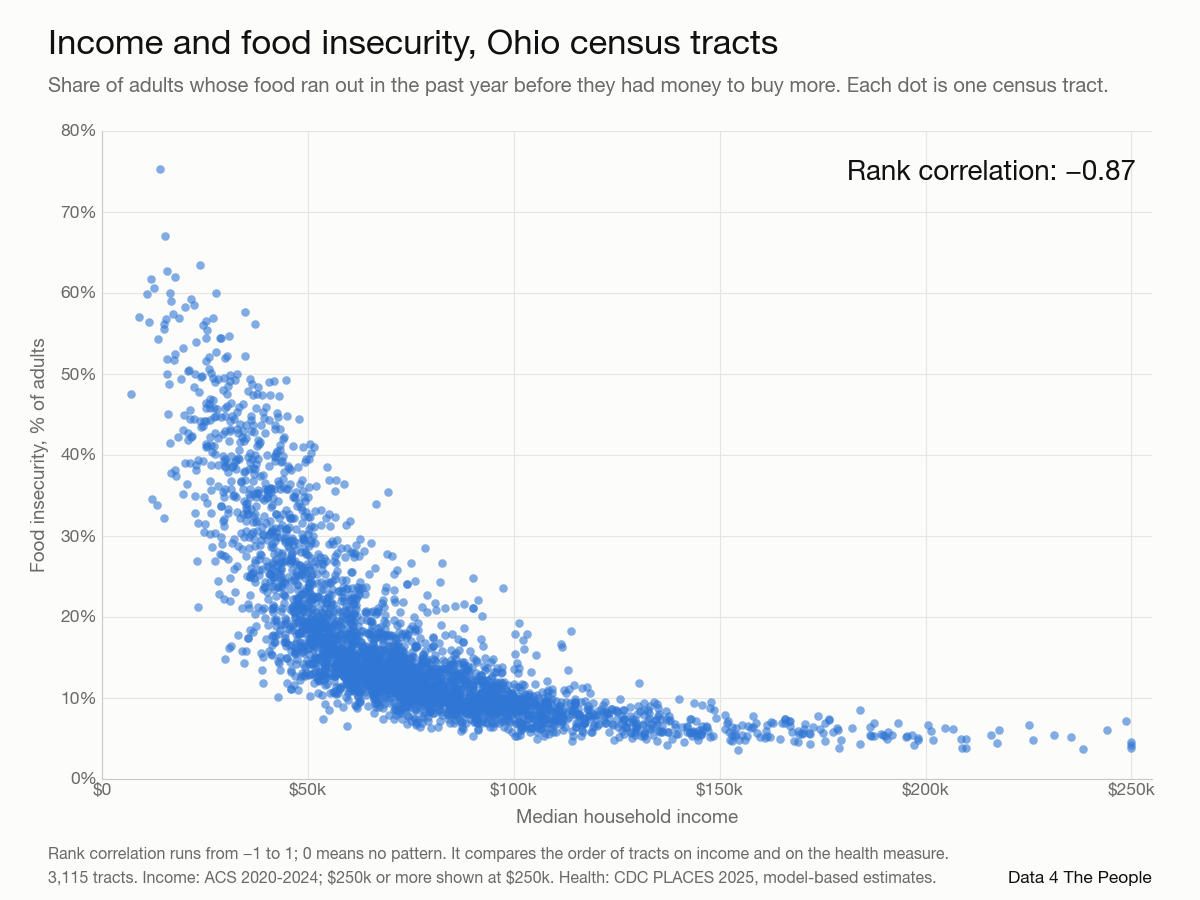 Income and food insecurity, Ohio census tracts
Share of adults whose food ran out in the past year before they had money to buy more. Each dot is one census tract.
Rank correlation: −0.87
80%
70%
60%
50%
40%
30%
20%
10%
0%
Food insecurity, % of adults
$0
$50k
$100k
$150k
$200k
$250k
Median household income
Rank correlation runs from −1 to 1; 0 means no pattern. It compares the order of tracts on income and on the health measure.
3,115 tracts. Income: ACS 2020-2024; $250k or more shown at $250k. Health: CDC PLACES 2025, model-based estimates.
Data 4 The People